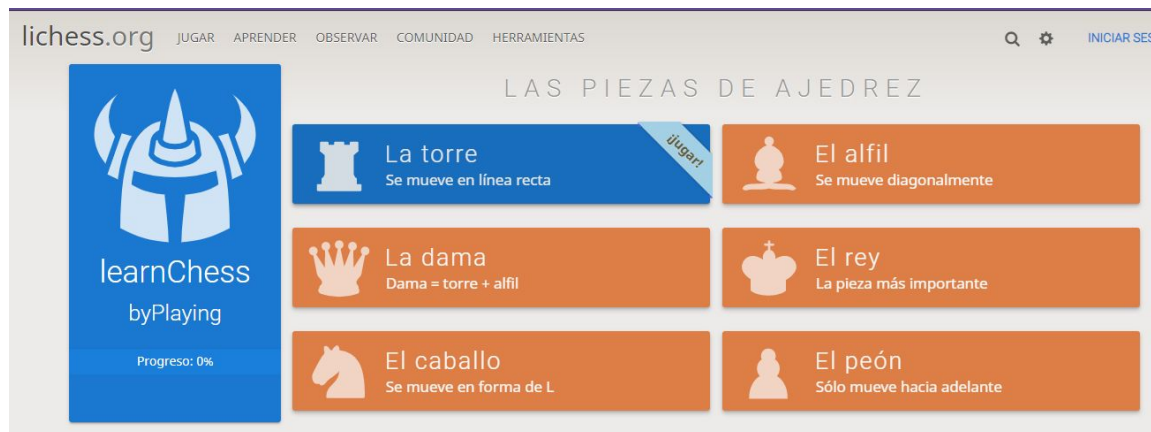 lichess.org JUGAR APRENDER OBSERVAR COMUNIDAD HERRAMIENTAS INICIAR SES
LAS PIEZAS DE AJEDREZ
learnChess
byPlaying
Progreso: 0%
La torre
Se mueve en línea recta
¡jugar!
El alfil
Se mueve diagonalmente
La dama
Dama = torre + alfil
El rey
La pieza más importante
El caballo
Se mueve en forma de L
El peón
Sólo mueve hacia adelante